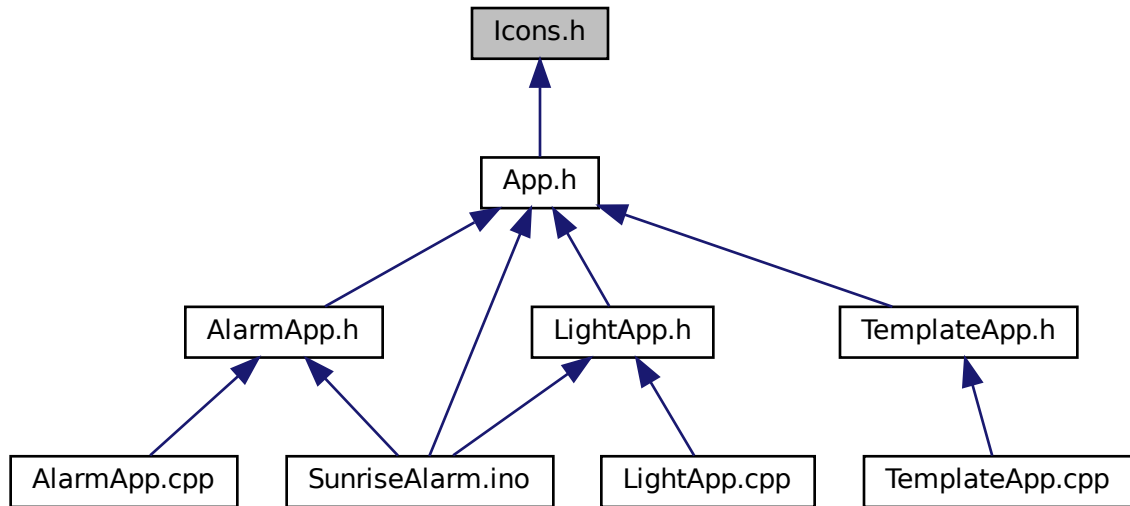 Icons.h
App.h
AlarmApp.h
LightApp.h
TemplateApp.h
AlarmApp.cpp
SunriseAlarm.ino
LightApp.cpp
TemplateApp.cpp